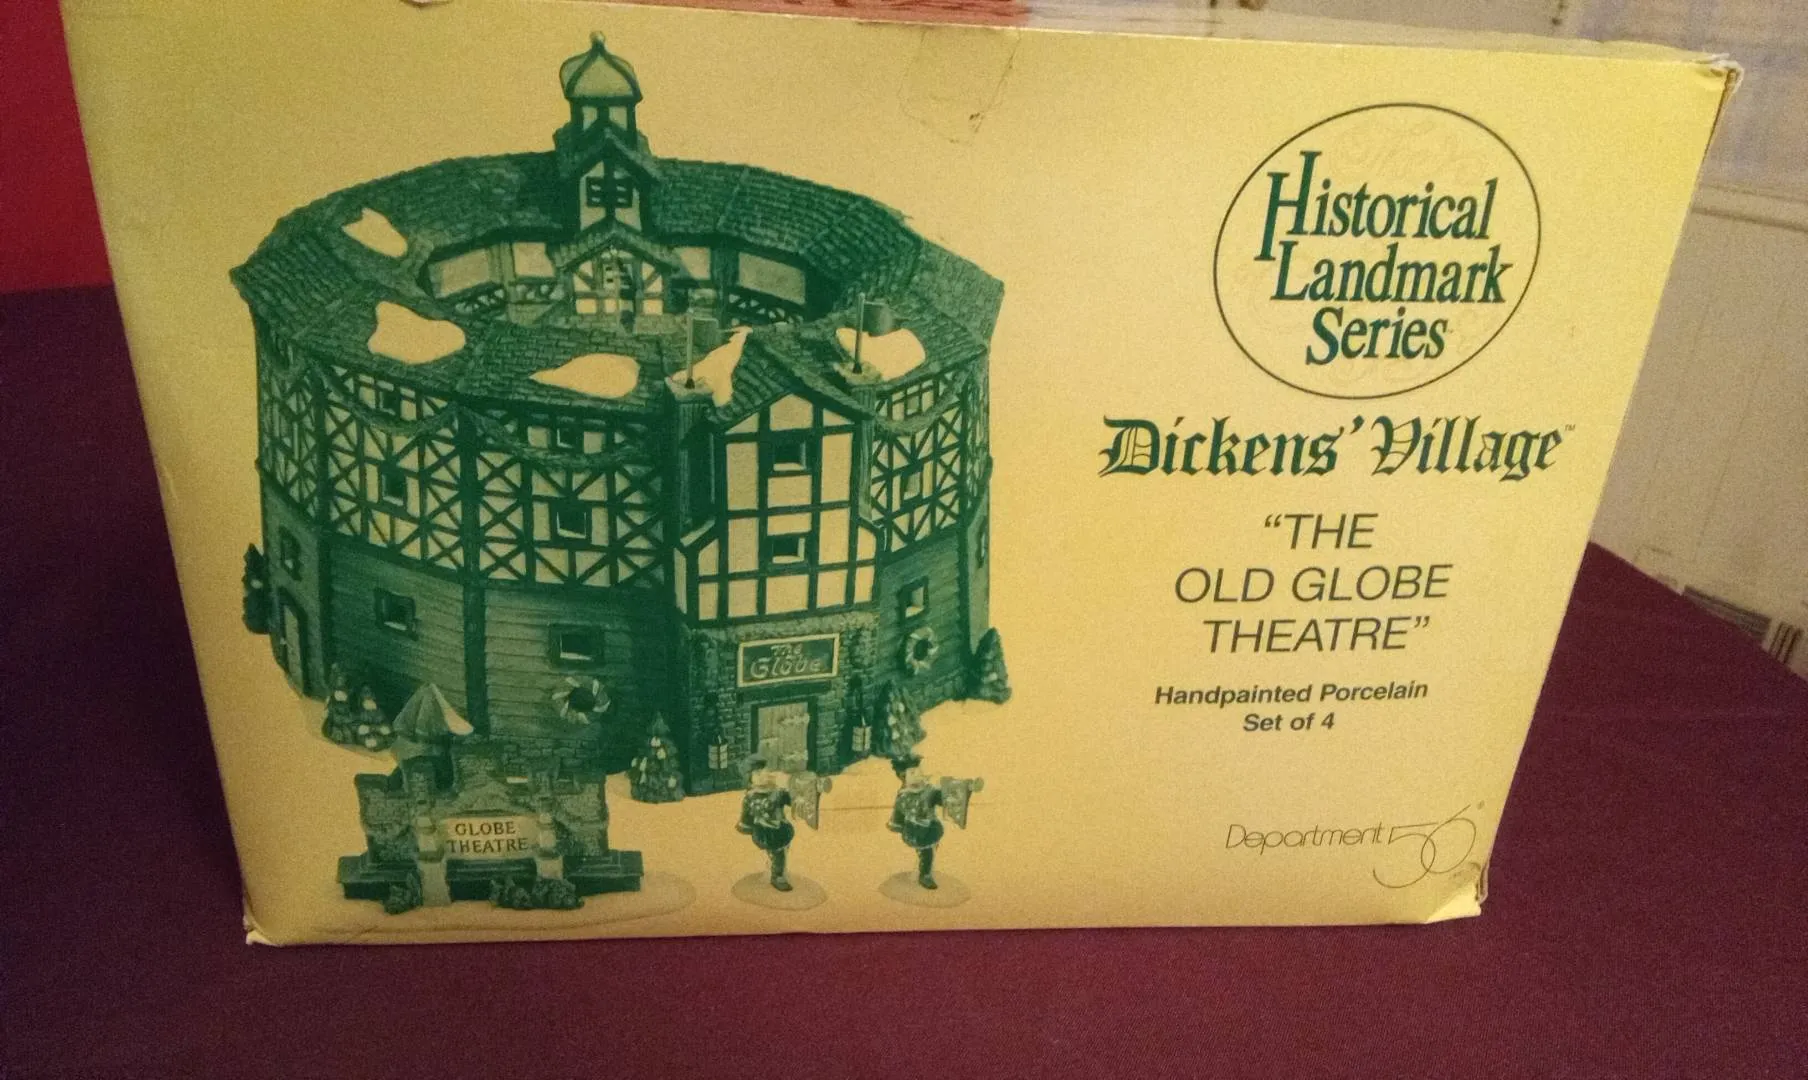 Historical
Landmark
Series
Dickens' Village™
“THE
OLD GLOBE
THEATRE”
Handpainted Porcelain
Set of 4
Department 56®
The
Globe
GLOBE
THEATRE